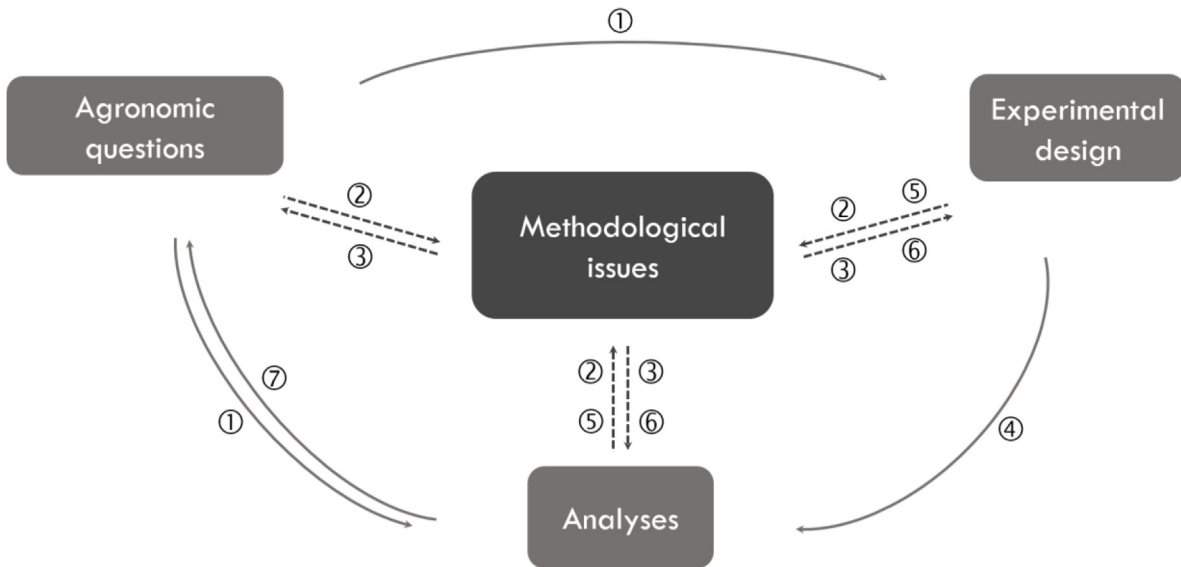 ①
Agronomic
questions
Experimental
design
②
③
Methodological
issues
②
⑤
③
⑥
②
③
⑤
⑥
⑦
①
④
Analyses